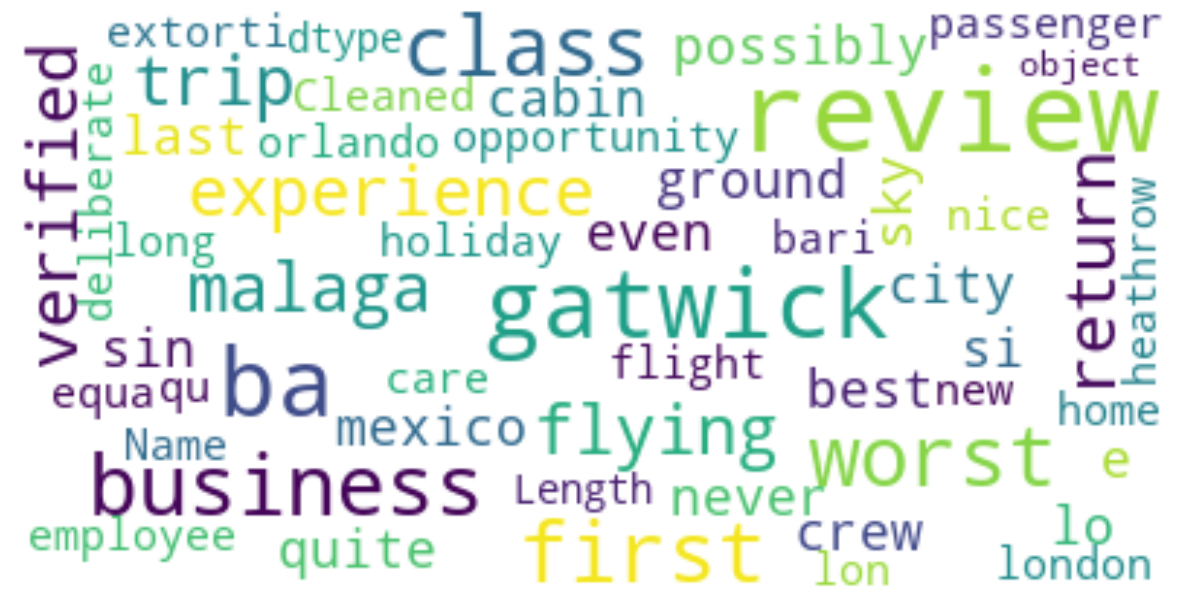 extorti dtype class possibly passenger
verified trip Cleaned cabin object
deliberate last orlando opportunity review
experience ground sky nice return heathrow
long holiday even bari
malaga gatwick city
sin flight si
equa qu ba care best new
Name mexico flying home
business Length never worst e
employee quite first crew lo
lon london